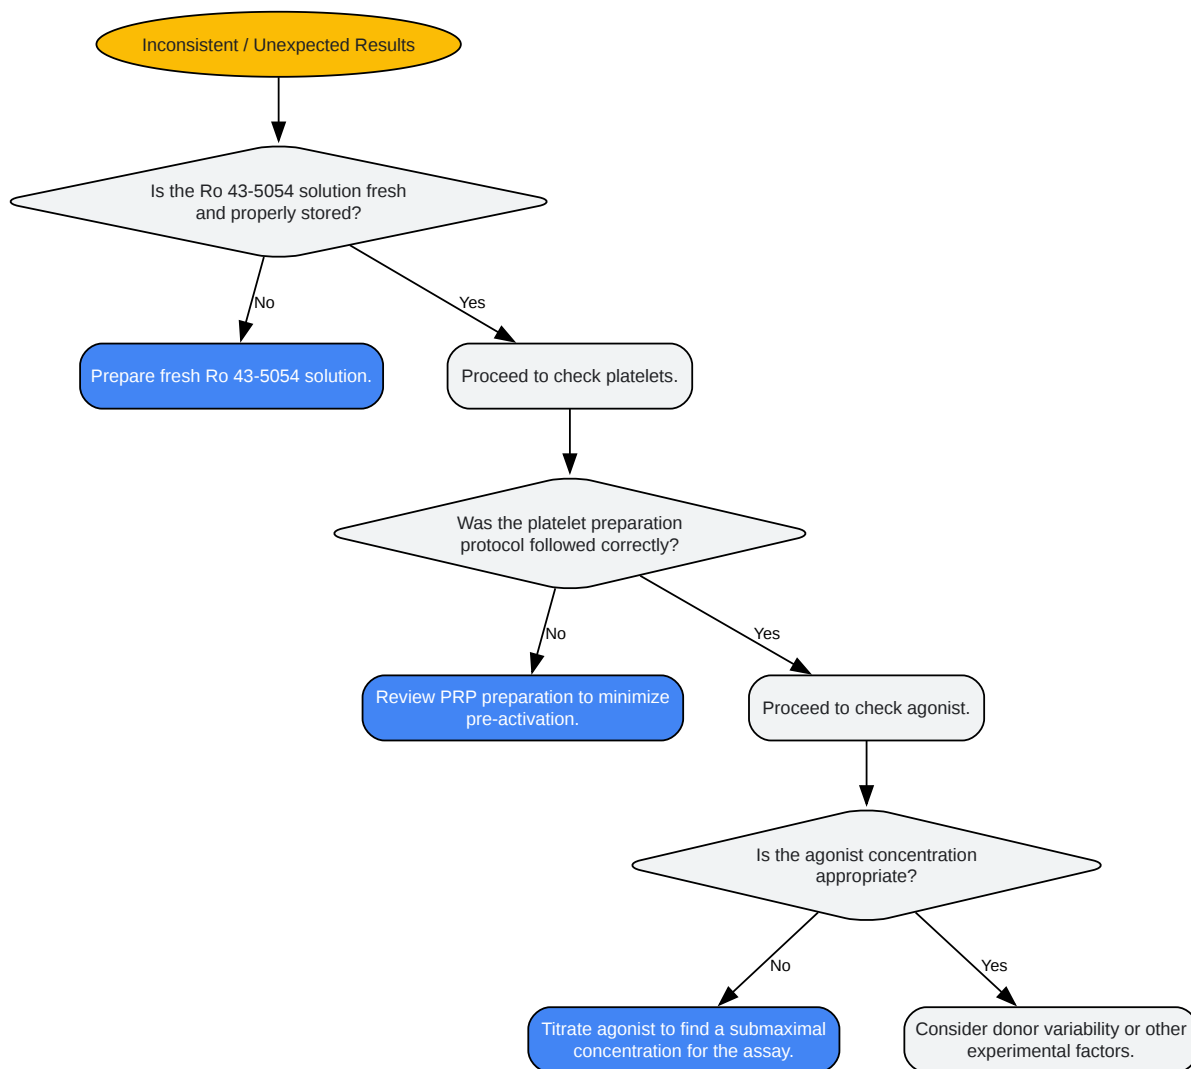 Inconsistent / Unexpected Results
Is the Ro 43-5054 solution fresh
and properly stored?
No
Yes
Prepare fresh Ro 43-5054 solution.
Proceed to check platelets.
Was the platelet preparation
protocol followed correctly?
No
Yes
Review PRP preparation to minimize
pre-activation.
Proceed to check agonist.
Is the agonist concentration
appropriate?
No
Yes
Titrate agonist to find a submaximal
concentration for the assay.
Consider donor variability or other
experimental factors.